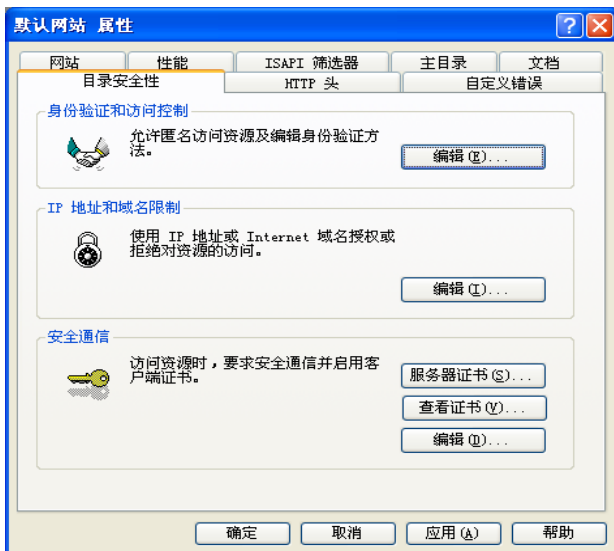 默认网站 属性
网站 性能 ISAPI 筛选器 主目录 文档
目录安全性 HTTP 头 自定义错误
身份验证和访问控制
允许匿名访问资源及编辑身份验证方
法。
编辑(E)...
IP 地址和域名限制
使用 IP 地址或 Internet 域名授权或
拒绝对资源的访问。
编辑(I)...
安全通信
访问资源时，要求安全通信并启用客
户端证书。
服务器证书(S)...
查看证书(V)...
编辑(D)...
确定 取消 应用(A) 帮助